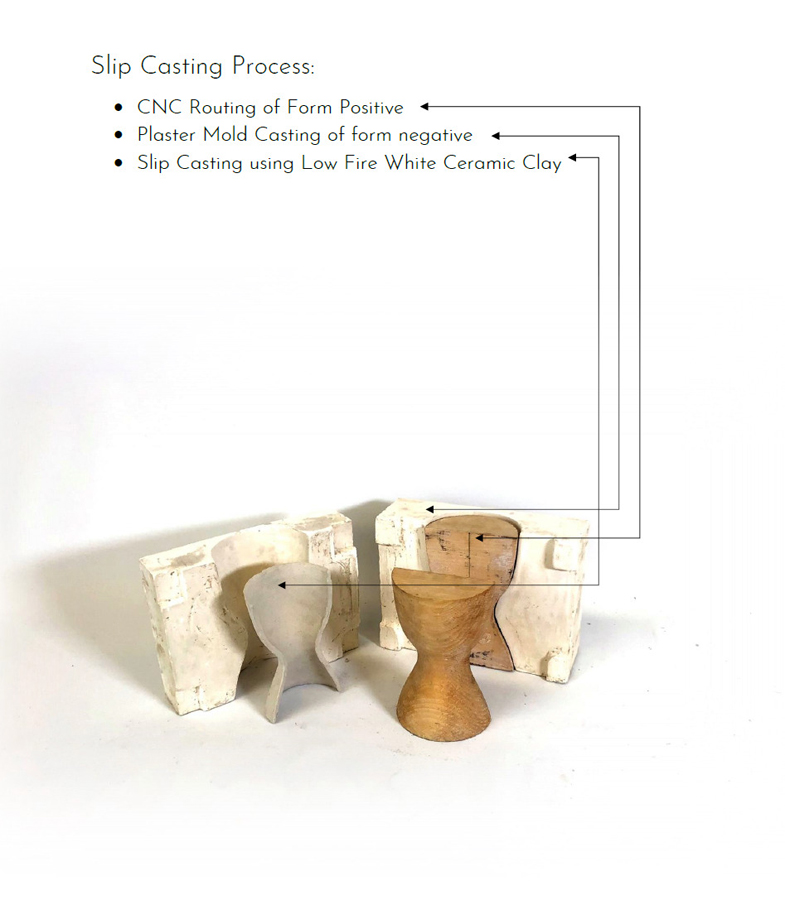 Slip Casting Process:
• CNC Routing of Form Positive
• Plaster Mold Casting of form negative
• Slip Casting using Low Fire White Ceramic Clay